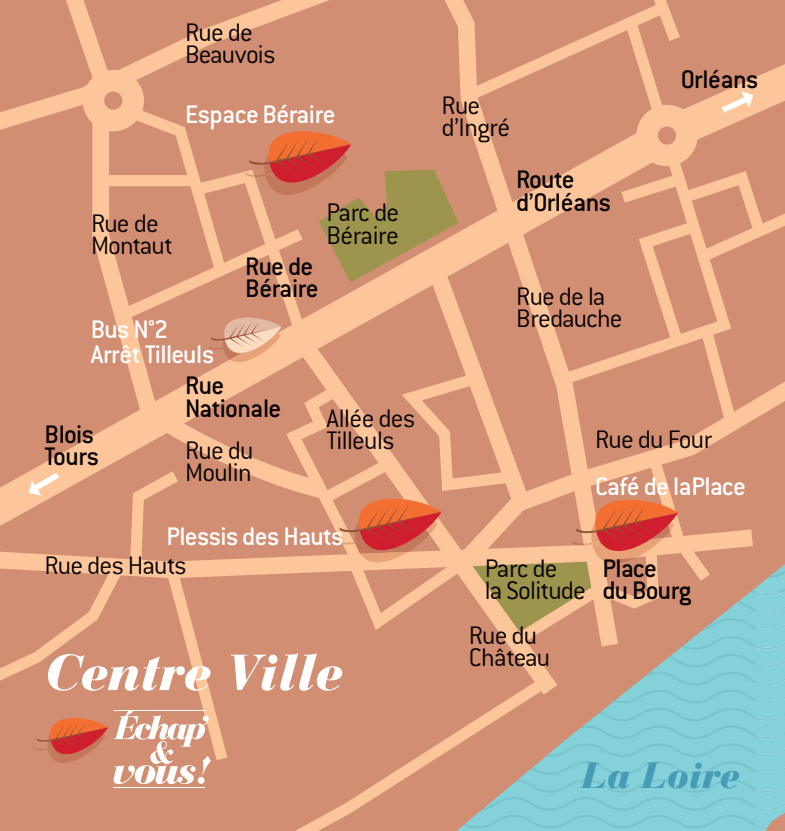 Rue de
Beauvois
Orléans
Espace Béraire
Rue
d'Ingré
Route
d'Orléans
Parc de
Béraire
Rue de
Montaut
Rue de
Béraire
Rue de la
Bredauche
Bus N°2
Arrêt Tilleuls
Rue
Nationale
Allée des
Tilleuls
Blois
Tours
Rue du
Moulin
Rue du Four
Café de laPlace
Plessis des Hauts
Rue des Hauts
Parc de
la Solitude
Place
du Bourg
Rue du
Château
Centre Ville
Échap'
&
vous!
La Loire